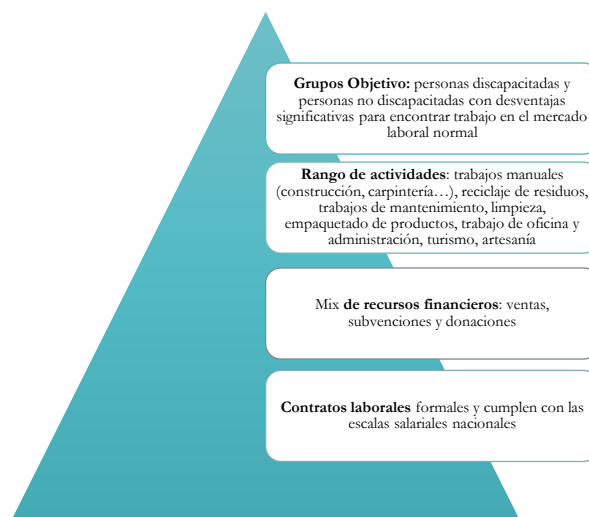 Grupos Objetivo: personas discapacitadas y
personas no discapacitadas con desventajas
significativas para encontrar trabajo en el mercado
laboral normal
Rango de actividades: trabajos manuales
(construcción, carpintería…), reciclaje de residuos,
trabajos de mantenimiento, limpieza,
empaquetado de productos, trabajo de oficina y
administración, turismo, artesanía
Mix de recursos financieros: ventas,
subvenciones y donaciones
Contratos laborales formales y cumplen con las
escalas salariales nacionales